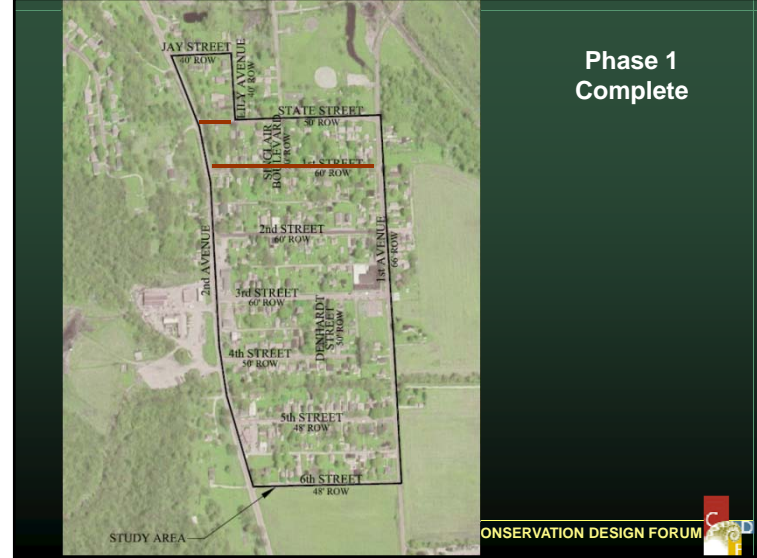 Phase 1
Complete
JAY STREET
40' ROW
LILY AVENUE
40' ROW
STATE STREET
50' ROW
SINCLAIR
BOULEVARD
1st STREET
60' ROW
2nd STREET
60' ROW
2nd AVENUE
1st AVENUE
66' ROW
3rd STREET
60' ROW
DENHARDT
STREET
50' ROW
4th STREET
50' ROW
5th STREET
48' ROW
6th STREET
48' ROW
STUDY AREA
ONSERVATION DESIGN FORUM
C
D
F